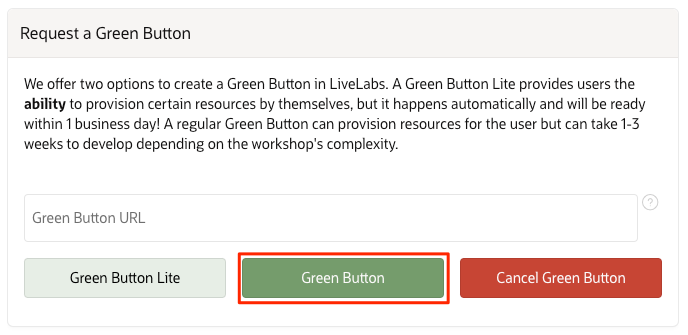 Request a Green Button
We offer two options to create a Green Button in LiveLabs. A Green Button Lite provides users the
ability to provision certain resources by themselves, but it happens automatically and will be ready
within 1 business day! A regular Green Button can provision resources for the user but can take 1-3
weeks to develop depending on the workshop's complexity.
Green Button URL
?
Green Button Lite
Green Button
Cancel Green Button